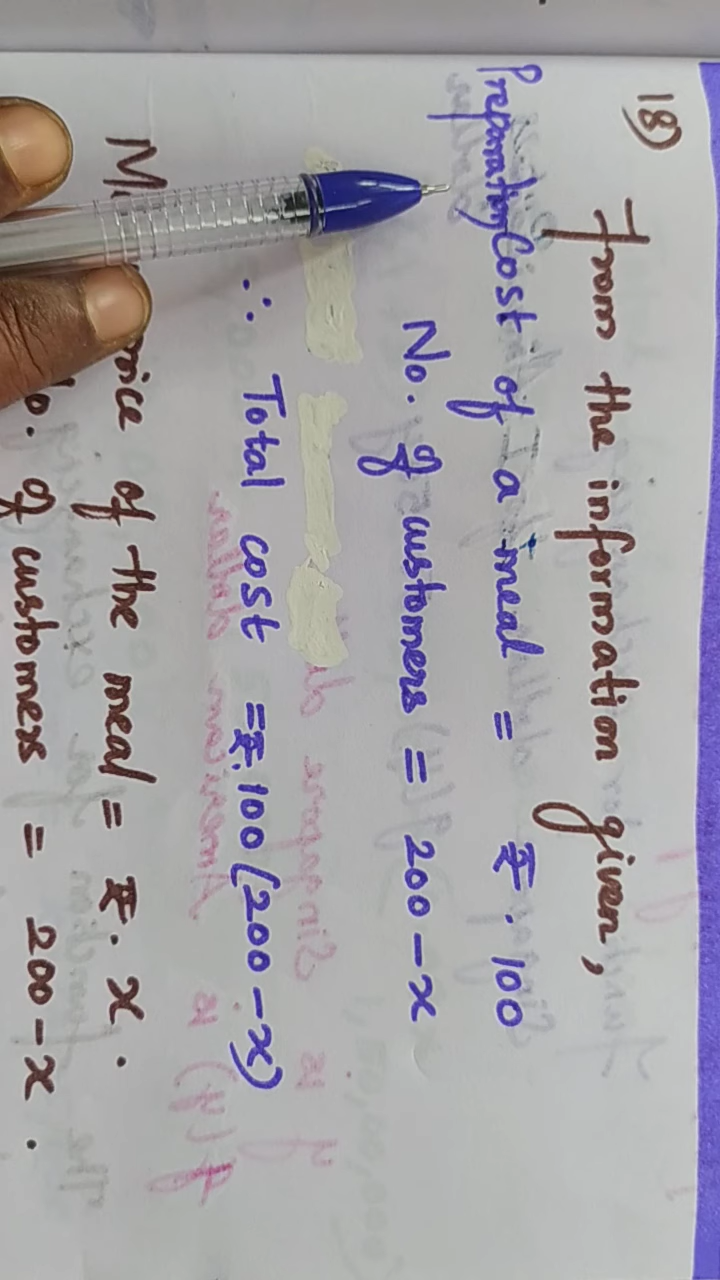 18)
From the information given,
Preparation Cost of a meal = ₹. 100
No. of customers = 200 - x
∴ Total cost = ₹. 100 (200 - x)
of the meal = ₹. x.
of customers = 200 - x.